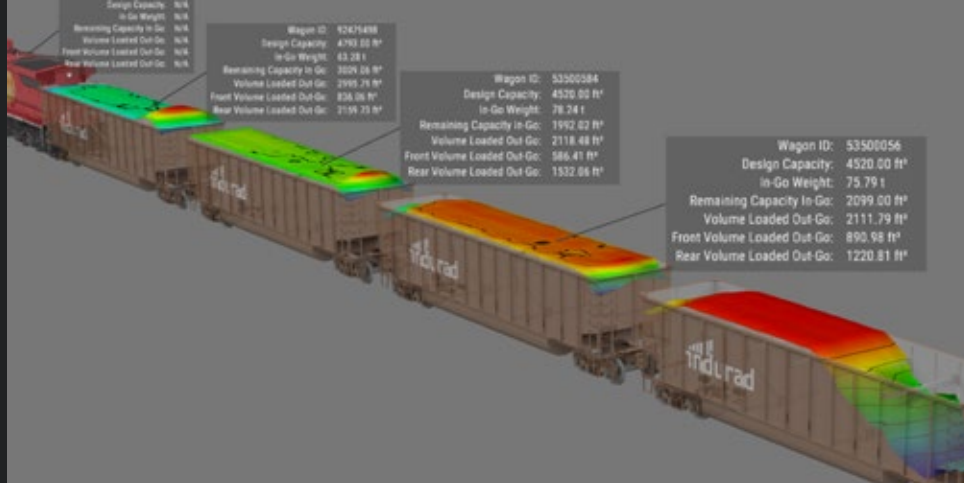 Design Capacity: N/A
In-Go Weight: N/A
Remaining Capacity In-Go: N/A
Volume Loaded Out-Go: N/A
Front Volume Loaded Out-Go: N/A
Rear Volume Loaded Out-Go: N/A
Wagon ID: 92425498
Design Capacity: 4793.00 ft³
In-Go Weight: 63.28 t
Remaining Capacity In-Go: 3029.06 ft³
Volume Loaded Out-Go: 2995.79 ft³
Front Volume Loaded Out-Go: 836.06 ft³
Rear Volume Loaded Out-Go: 2159.73 ft³
Wagon ID: 53500584
Design Capacity: 4520.00 ft³
In-Go Weight: 78.24 t
Remaining Capacity In-Go: 1992.02 ft³
Volume Loaded Out-Go: 2118.48 ft³
Front Volume Loaded Out-Go: 586.41 ft³
Rear Volume Loaded Out-Go: 1532.06 ft³
Wagon ID: 53500056
Design Capacity: 4520.00 ft³
In-Go Weight: 75.79 t
Remaining Capacity In-Go: 2099.00 ft³
Volume Loaded Out-Go: 2111.79 ft³
Front Volume Loaded Out-Go: 890.98 ft³
Rear Volume Loaded Out-Go: 1220.81 ft³
indurad
indurad
indurad
indurad